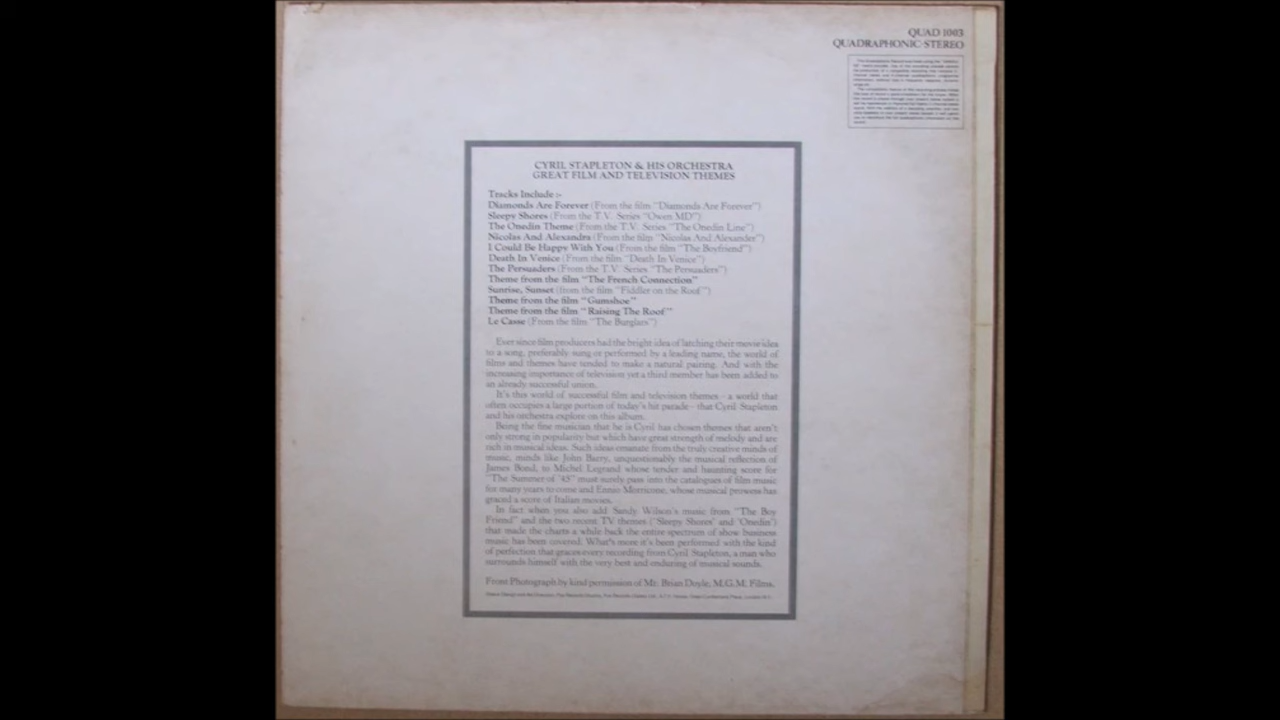 QUAD 1003
QUADRAPHONIC-STEREO
CYRIL STAPLETON & HIS ORCHESTRA
GREAT FILM AND TELEVISION THEMES
Tracks Include :-
Diamonds Are Forever (From the film "Diamonds Are Forever")
Sleepy Shores (From the T.V. Series "Owen MD")
The Onedin Theme (From the T.V. Series "The Onedin Line")
Nicolas And Alexandra (From the film "Nicolas And Alexander")
I Could Be Happy With You (From the film "The Boyfriend")
Death In Venice (From the film "Death In Venice")
The Persuaders (From the T.V. Series "The Persuaders")
Theme from the film "The French Connection"
Sunrise, Sunset (from the film "Fiddler on the Roof")
Theme from the film "Gumshoe"
Theme from the film "Raising The Roof"
Le Casse (From the film "The Burglars")
Ever since film producers had the bright idea of latching their movie idea
to a song, preferably sung or performed by a leading name, the world of
films and themes have tended to make a natural pairing. And with the
increasing importance of television yet a third member has been added to
an already successful union.
It's this world of successful film and television themes - a world that
often occupies a large portion of today's hit parade - that Cyril Stapleton
and his orchestra explore on this album.
Being the fine musician that he is Cyril has chosen themes that aren't
only strong in popularity but which have great strength of melody and are
rich in musical ideas. Such ideas emanate from the truly creative minds of
music, minds like John Barry, unquestionably the musical reflection of
James Bond, to Michel Legrand whose tender and haunting score for
"The Summer of '45" must surely pass into the catalogues of film music
for many years to come and Ennio Morricone, whose musical prowess has
graced a score of Italian movies.
In fact when you also add Sandy Wilson's music from "The Boy
Friend" and the two recent TV themes ("Sleepy Shores' and 'Onedin')
that made the charts a while back the entire spectrum of show business
music has been covered. What's more it's been performed with the kind
of perfection that graces every recording from Cyril Stapleton, a man who
surrounds himself with the very best and enduring of musical sounds.
Front Photograph by kind permission of Mr. Brian Doyle, M.G.M. Films.